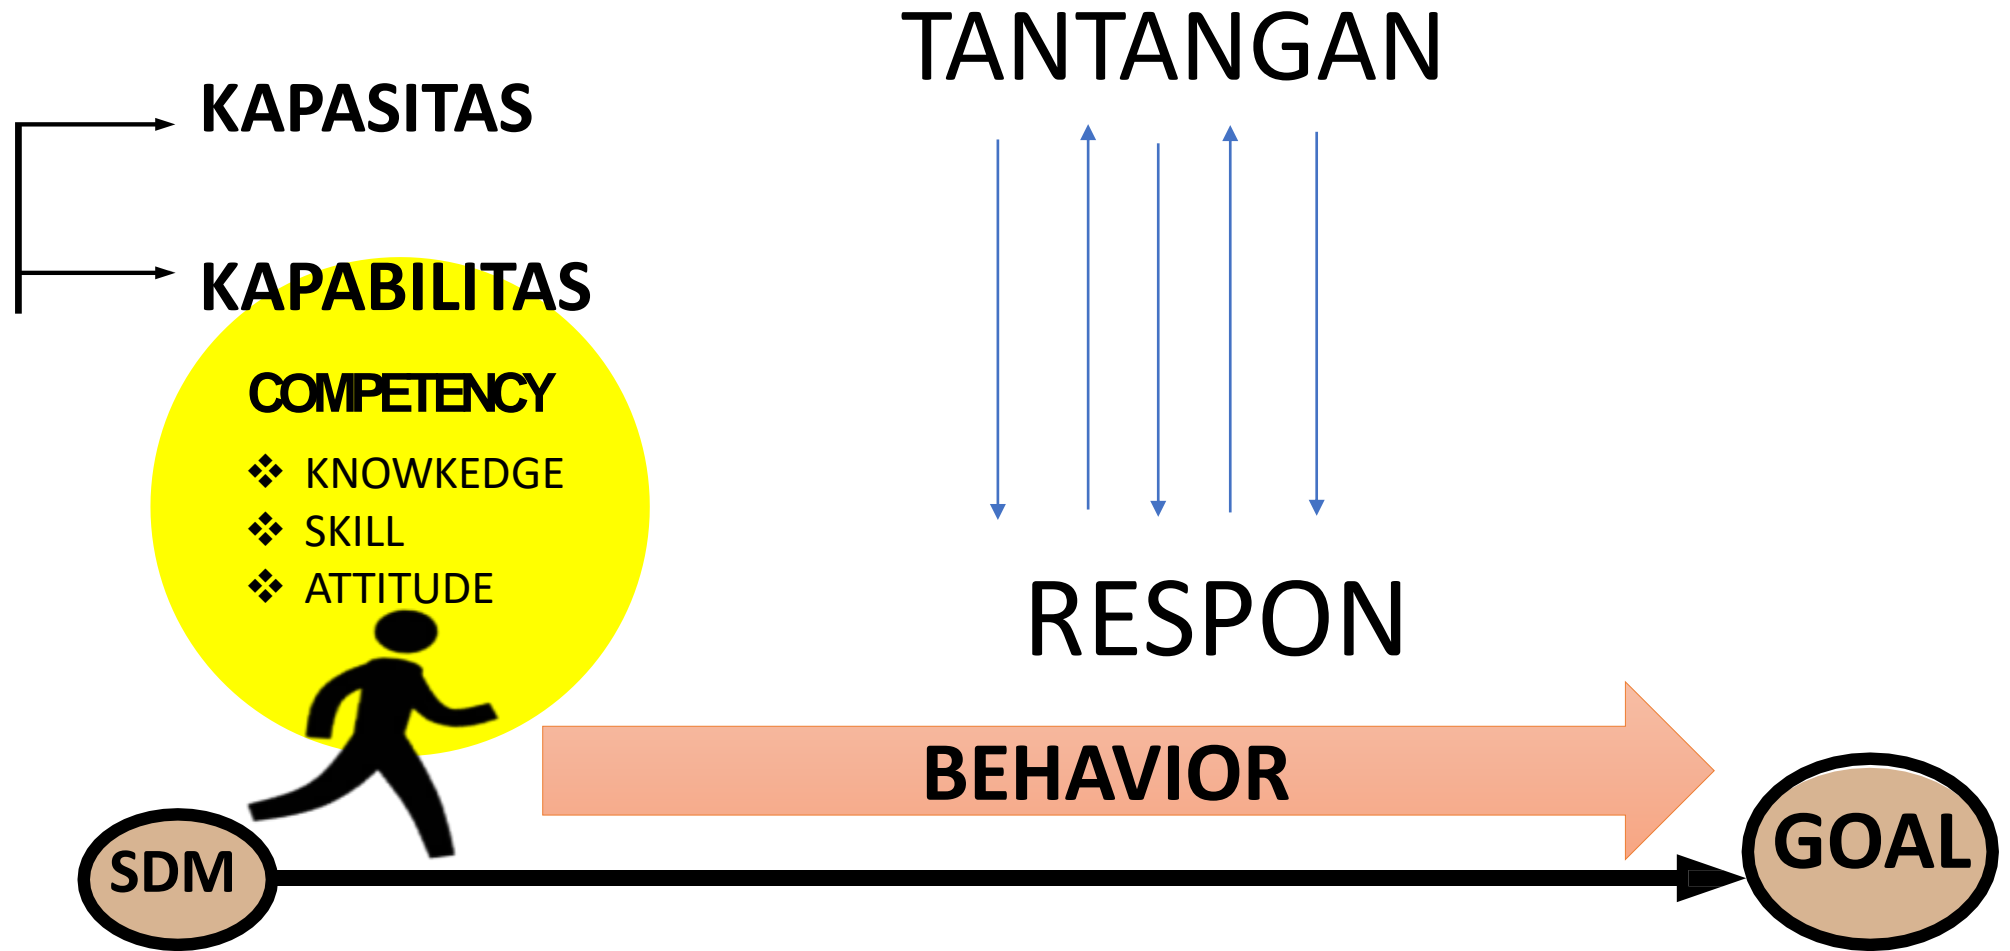 TANTANGAN
KAPASITAS
KAPABILITAS
COMPETENCY
❖ KNOWKEDGE
❖ SKILL
❖ ATTITUDE
RESPON
BEHAVIOR
SDM
GOAL